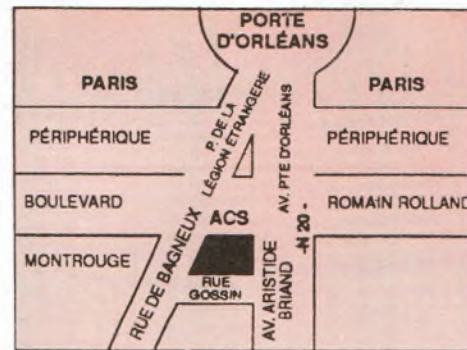 PORTE
D'ORLÉANS
PARIS
PARIS
P. DE LA
LÉGION ÉTRANGÈRE
AV. PTE D'ORLÉANS
PÉRIPHÉRIQUE
PÉRIPHÉRIQUE
BOULEVARD
ROMAIN ROLLAND
ACS
-N 20-
MONTROUGE
RUE DE BAGNEUX
RUE
GOSSIN
AV. ARISTIDE
BRIAND